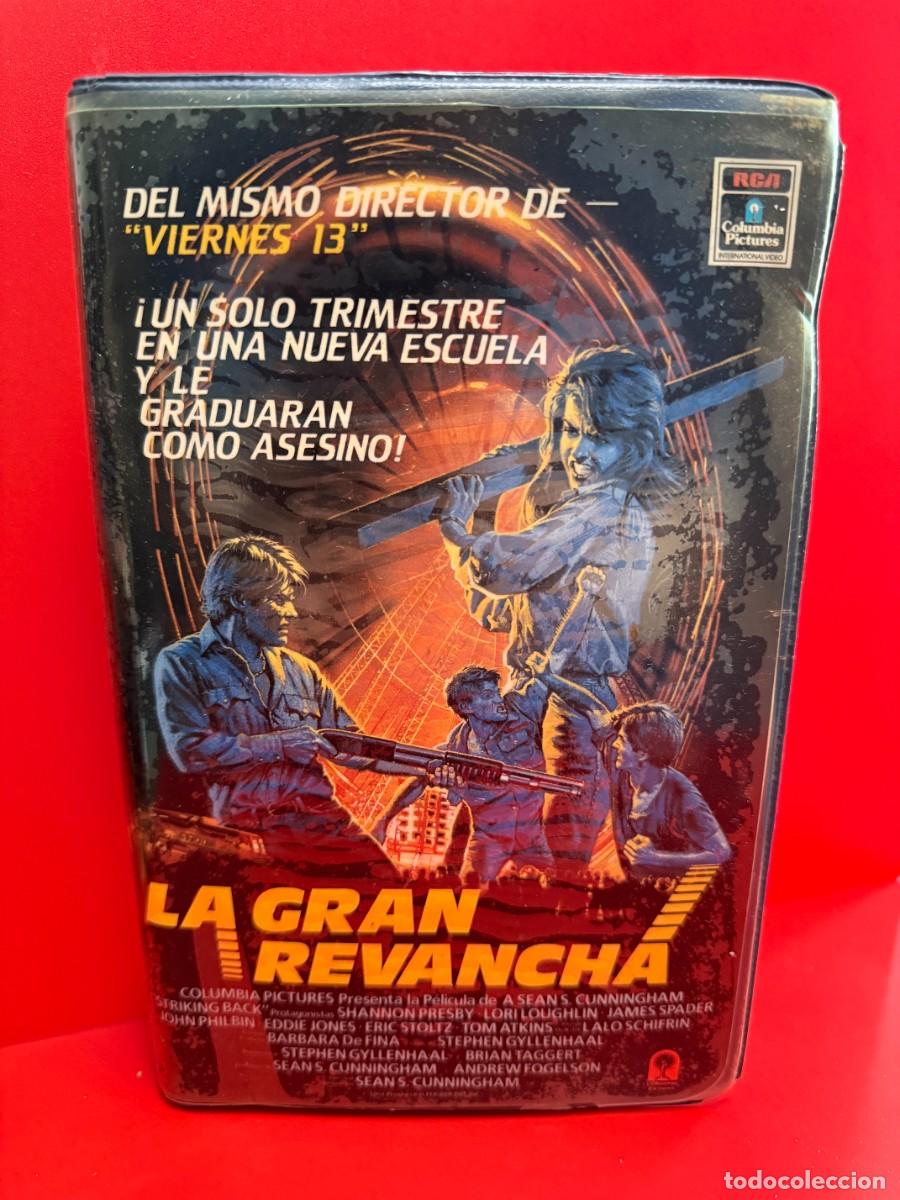 DEL MISMO DIRECTOR DE —
"VIERNES 13"
RCA
Columbia
Pictures
INTERNATIONAL VIDEO
¡UN SOLO TRIMESTRE
EN UNA NUEVA ESCUELA
Y LE
GRADUARAN
COMO ASESINO!
LA GRAN
REVANCHA
COLUMBIA PICTURES Presenta la Película de A SEAN S. CUNNINGHAM
"STRIKING BACK" Protagonistas SHANNON PRESBY · LORI LOUGHLIN · JAMES SPADER
JOHN PHILBIN EDDIE JONES · ERIC STOLTZ · TOM ATKINS LALO SCHIFRIN
BARBARA De FINA STEPHEN GYLLENHAAL
STEPHEN GYLLENHAAL BRIAN TAGGERT
SEAN S. CUNNINGHAM ANDREW FOGELSON
SEAN S. CUNNINGHAM
todocoleccion